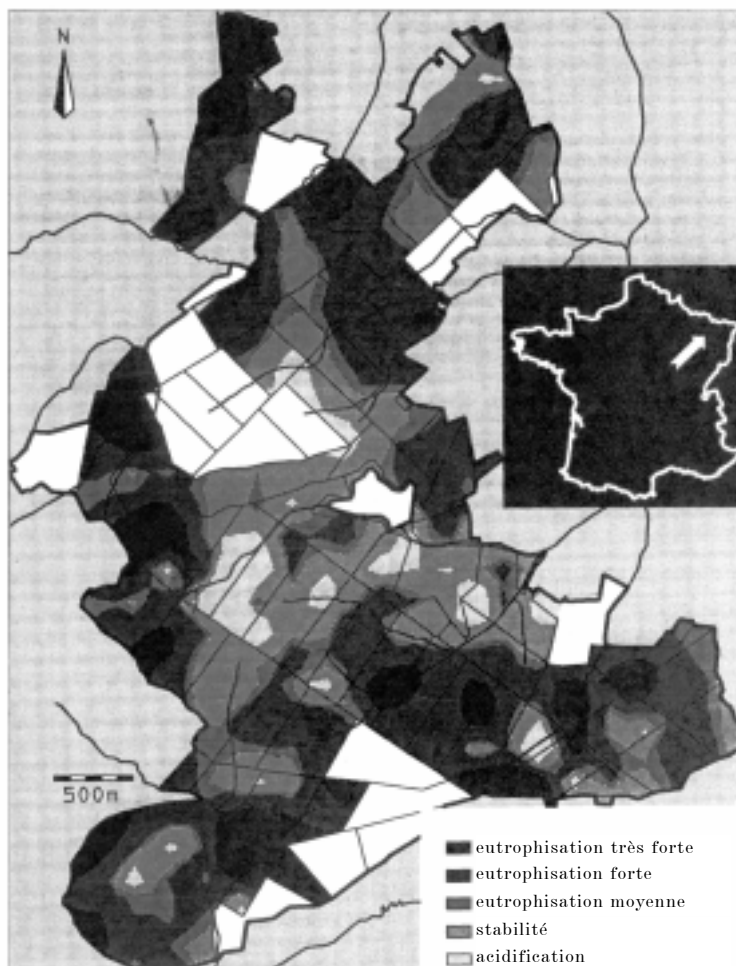 N
500m
eutrophisation très forte
eutrophisation forte
eutrophisation moyenne
stabilité
acidification